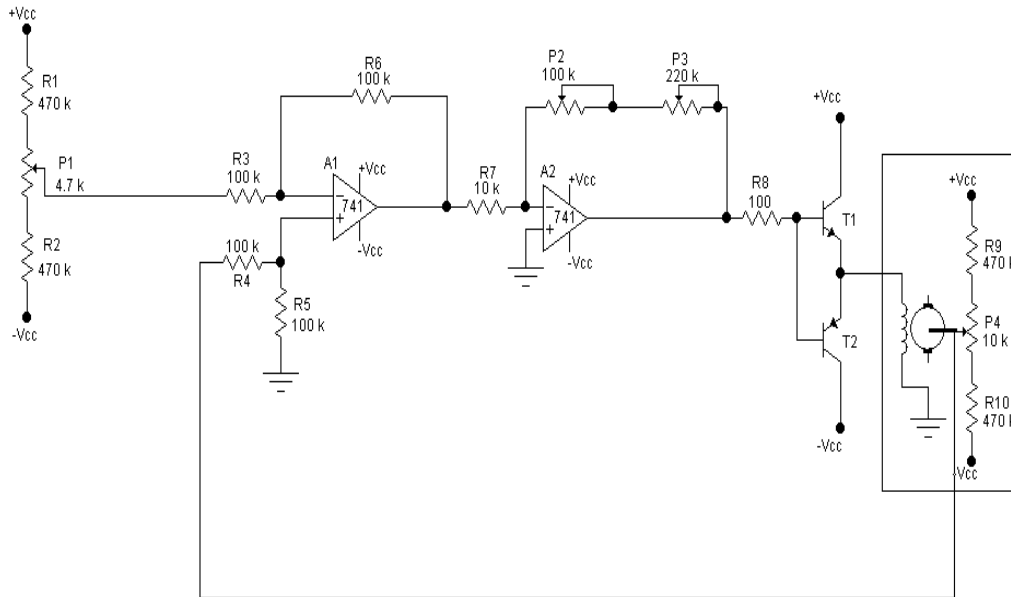 +Vcc
R1
470 k
P1
4.7 k
R2
470 k
-Vcc
R3
100 k
R6
100 k
A1
+Vcc
-
741
+
-Vcc
100 k
R4
R5
100 k
R7
10 k
P2
100 k
P3
220 k
A2
+Vcc
-
741
+
-Vcc
R8
100
+Vcc
T1
T2
-Vcc
+Vcc
R9
470 k
P4
10 k
R10
470 k
-Vcc